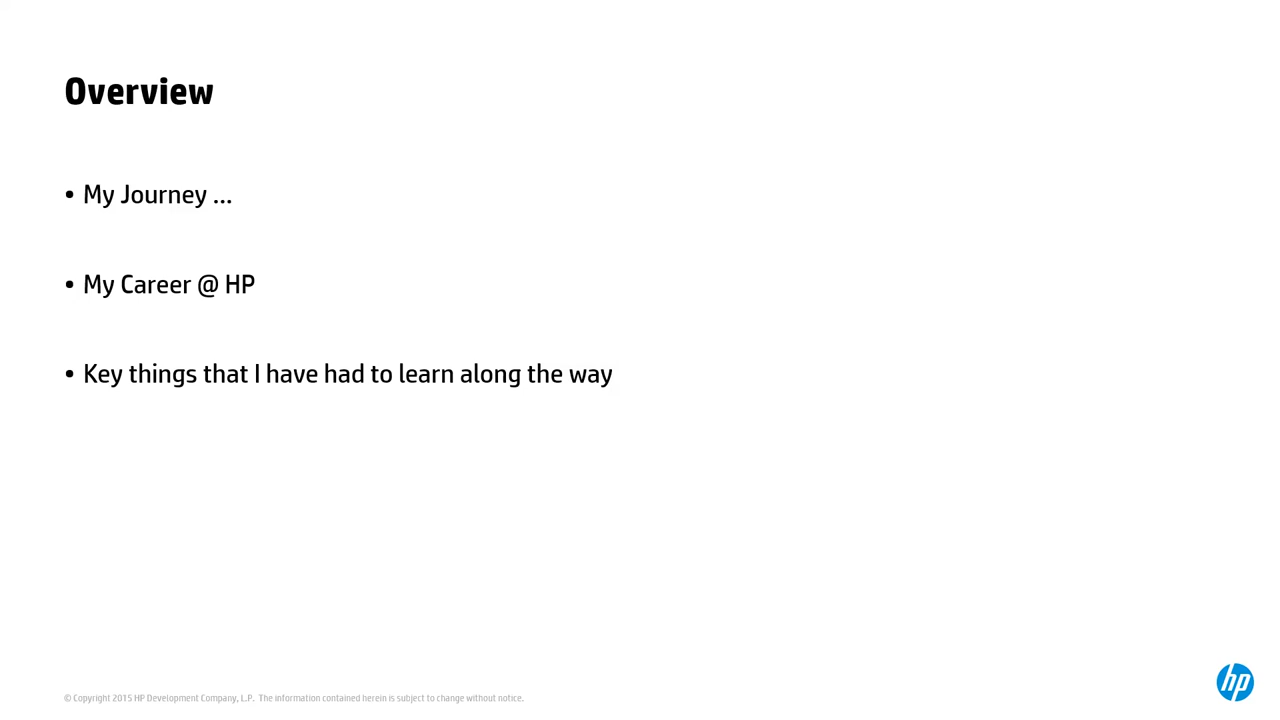 Overview
• My Journey ...
• My Career @ HP
• Key things that I have had to learn along the way
© Copyright 2015 HP Development Company, L.P. The information contained herein is subject to change without notice.
hp